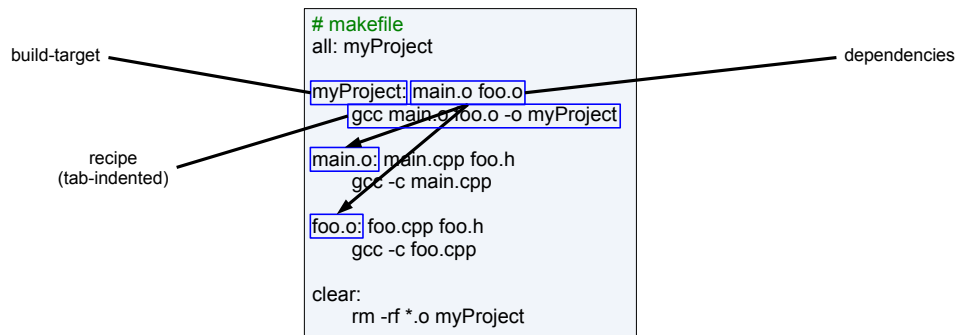 # makefile
all: myProject
build-target
dependencies
myProject: main.o foo.o
gcc main.o foo.o -o myProject
recipe
(tab-indented)
main.o: main.cpp foo.h
gcc -c main.cpp
foo.o: foo.cpp foo.h
gcc -c foo.cpp
clear:
rm -rf *.o myProject